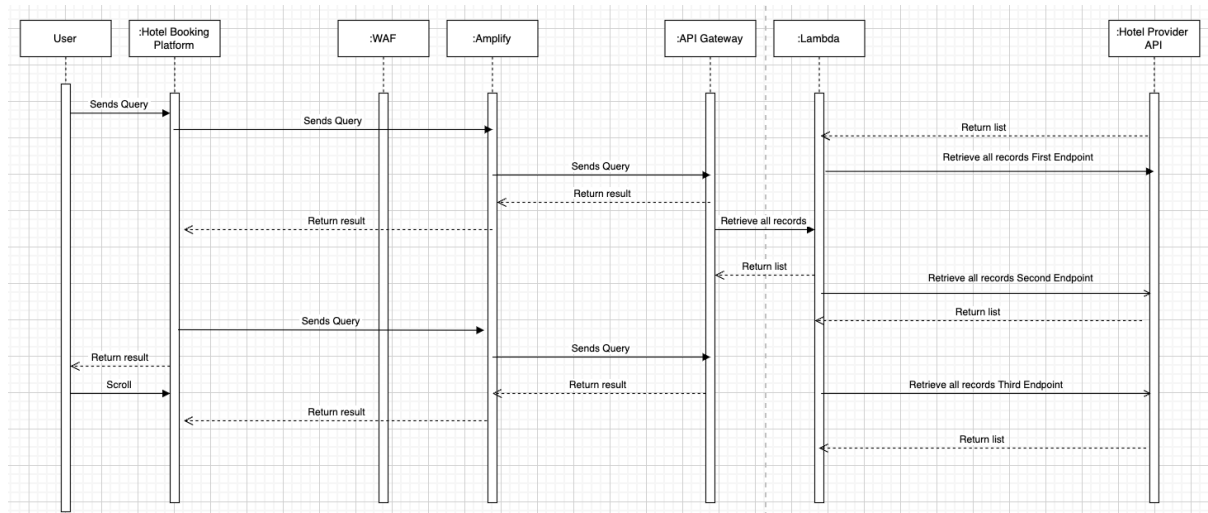 User
:Hotel Booking
Platform
:WAF
:Amplify
:API Gateway
:Lambda
:Hotel Provider
API
Sends Query
Sends Query
Return list
Retrieve all records First Endpoint
Sends Query
Return result
Return result
Retrieve all records
Return list
Retrieve all records Second Endpoint
Return list
Sends Query
Sends Query
Return result
Scroll
Return result
Retrieve all records Third Endpoint
Return result
Return list